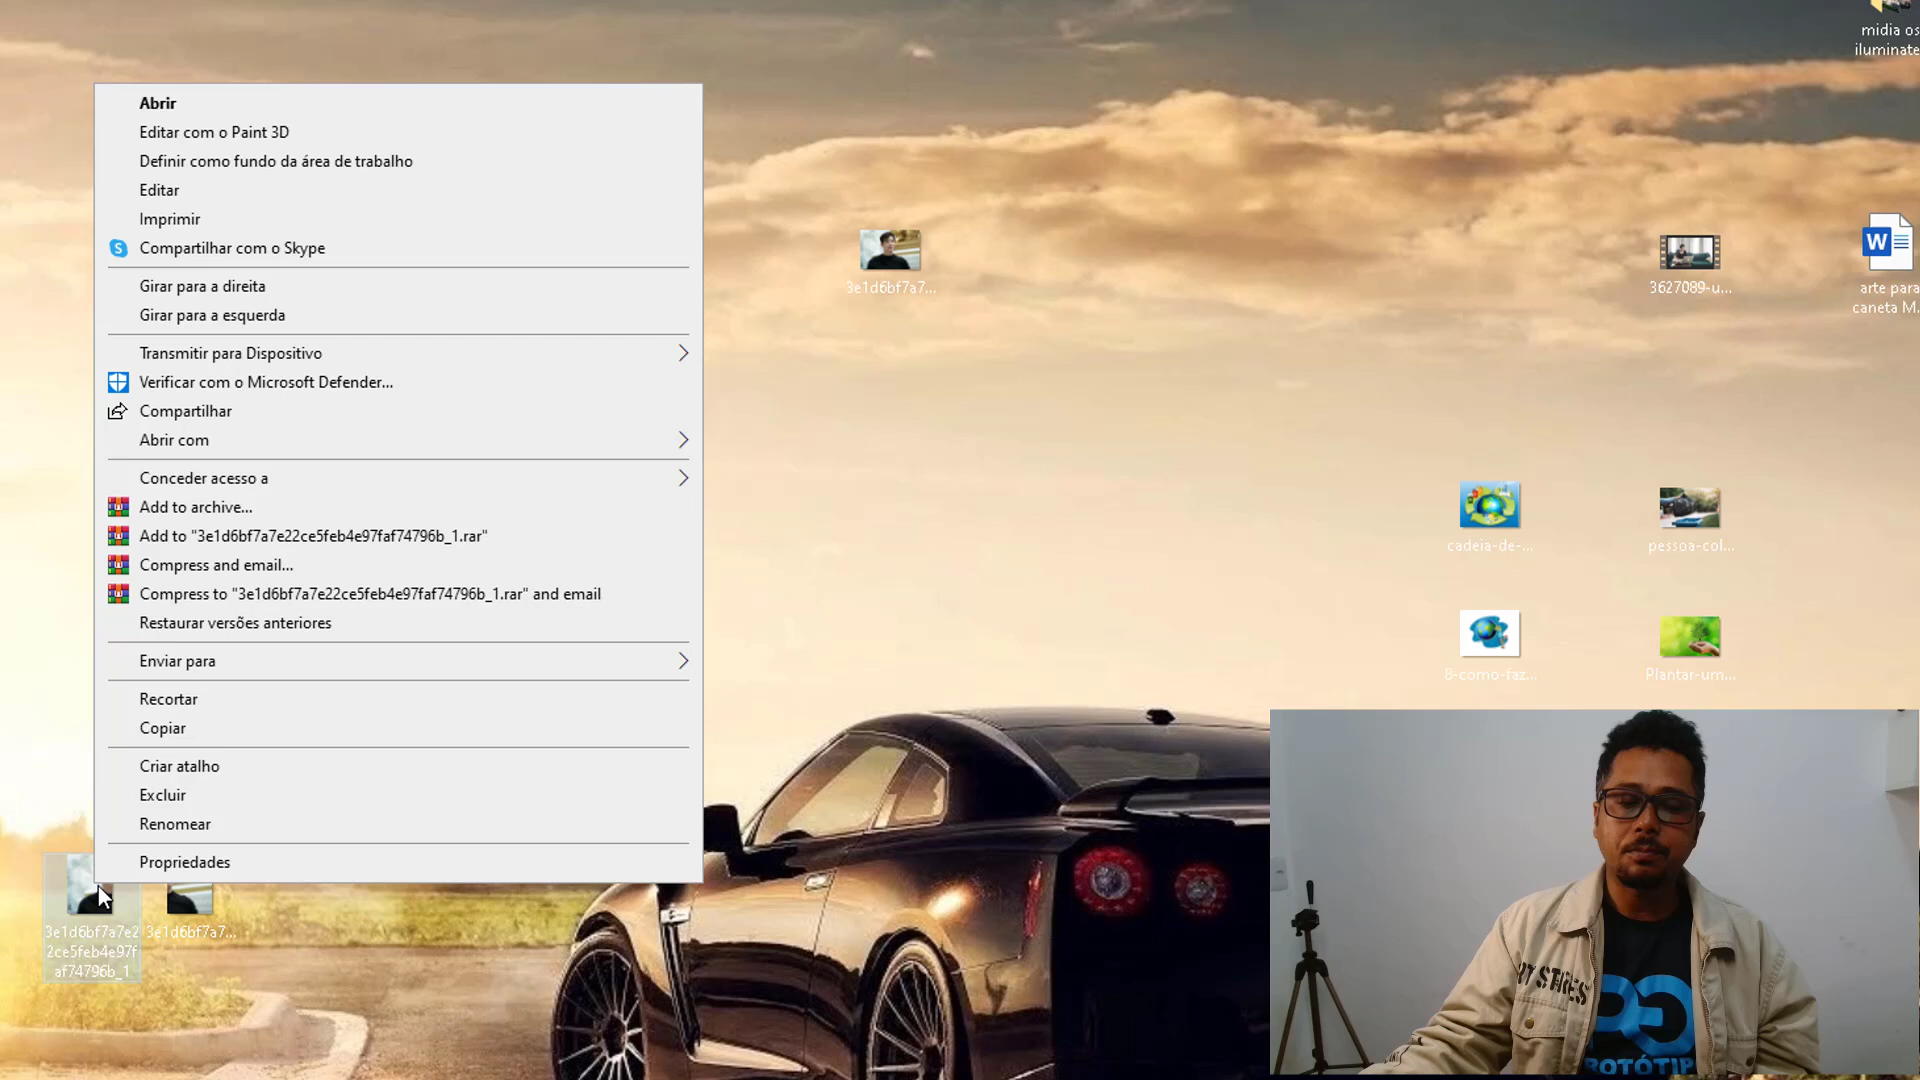 Abrir
Editar com o Paint 3D
Definir como fundo da área de trabalho
Editar
Imprimir
Compartilhar com o Skype
Girar para a direita
Girar para a esquerda
Transmitir para Dispositivo
Verificar com o Microsoft Defender...
Compartilhar
Abrir com
Conceder acesso a
Add to archive...
Add to "3e1d6bf7a7e22ce5feb4e97faf74796b_1.rar"
Compress and email...
Compress to "3e1d6bf7a7e22ce5feb4e97faf74796b_1.rar" and email
Restaurar versões anteriores
Enviar para
Recortar
Copiar
Criar atalho
Excluir
Renomear
Propriedades
3e1d6bf7a7e2
2ce5feb4e97f
af74796b_1
3e1d6bf7a7...
3e1d6bf7a7...
midia os
iluminate
3627089-u...
W
arte para
caneta M.
cadeia-de-...
pessoa-col...
8-como-faz...
Plantar-um...